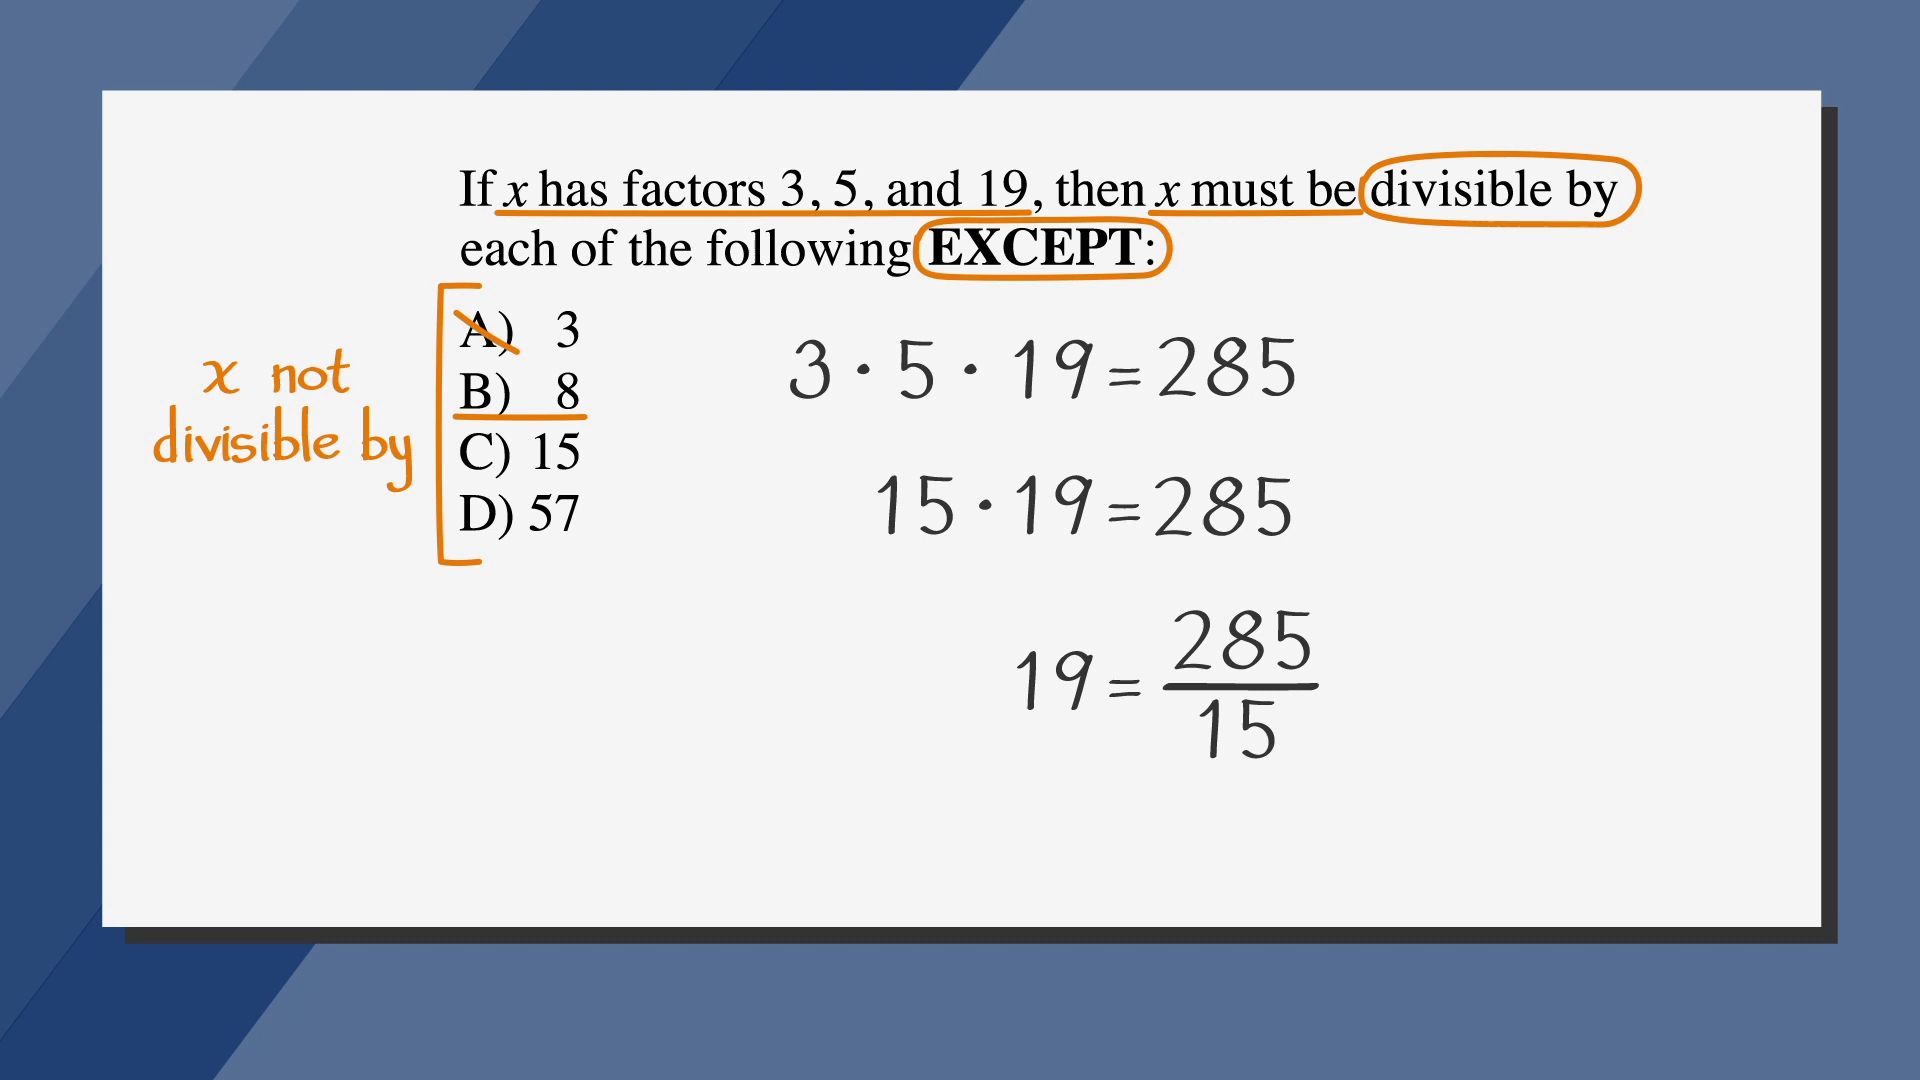 If x has factors 3, 5, and 19, then x must be divisible by
each of the following EXCEPT:
A) 3
B) 8
C) 15
D) 57
x not
divisible by
3 · 5 · 19 = 285
15 · 19 = 285
19 = 285
15